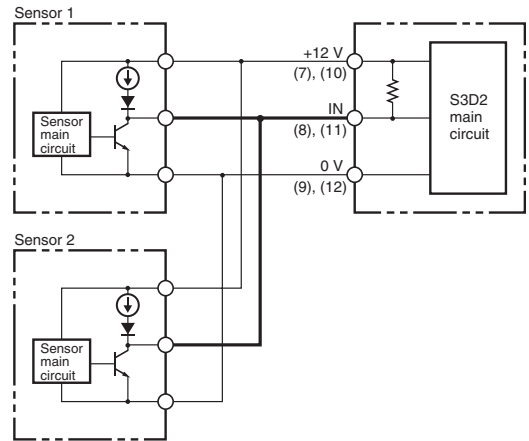 Sensor 1
Sensor
main
circuit
+12 V
(7), (10)
IN
(8), (11)
0 V
(9), (12)
S3D2
main
circuit
Sensor 2
Sensor
main
circuit